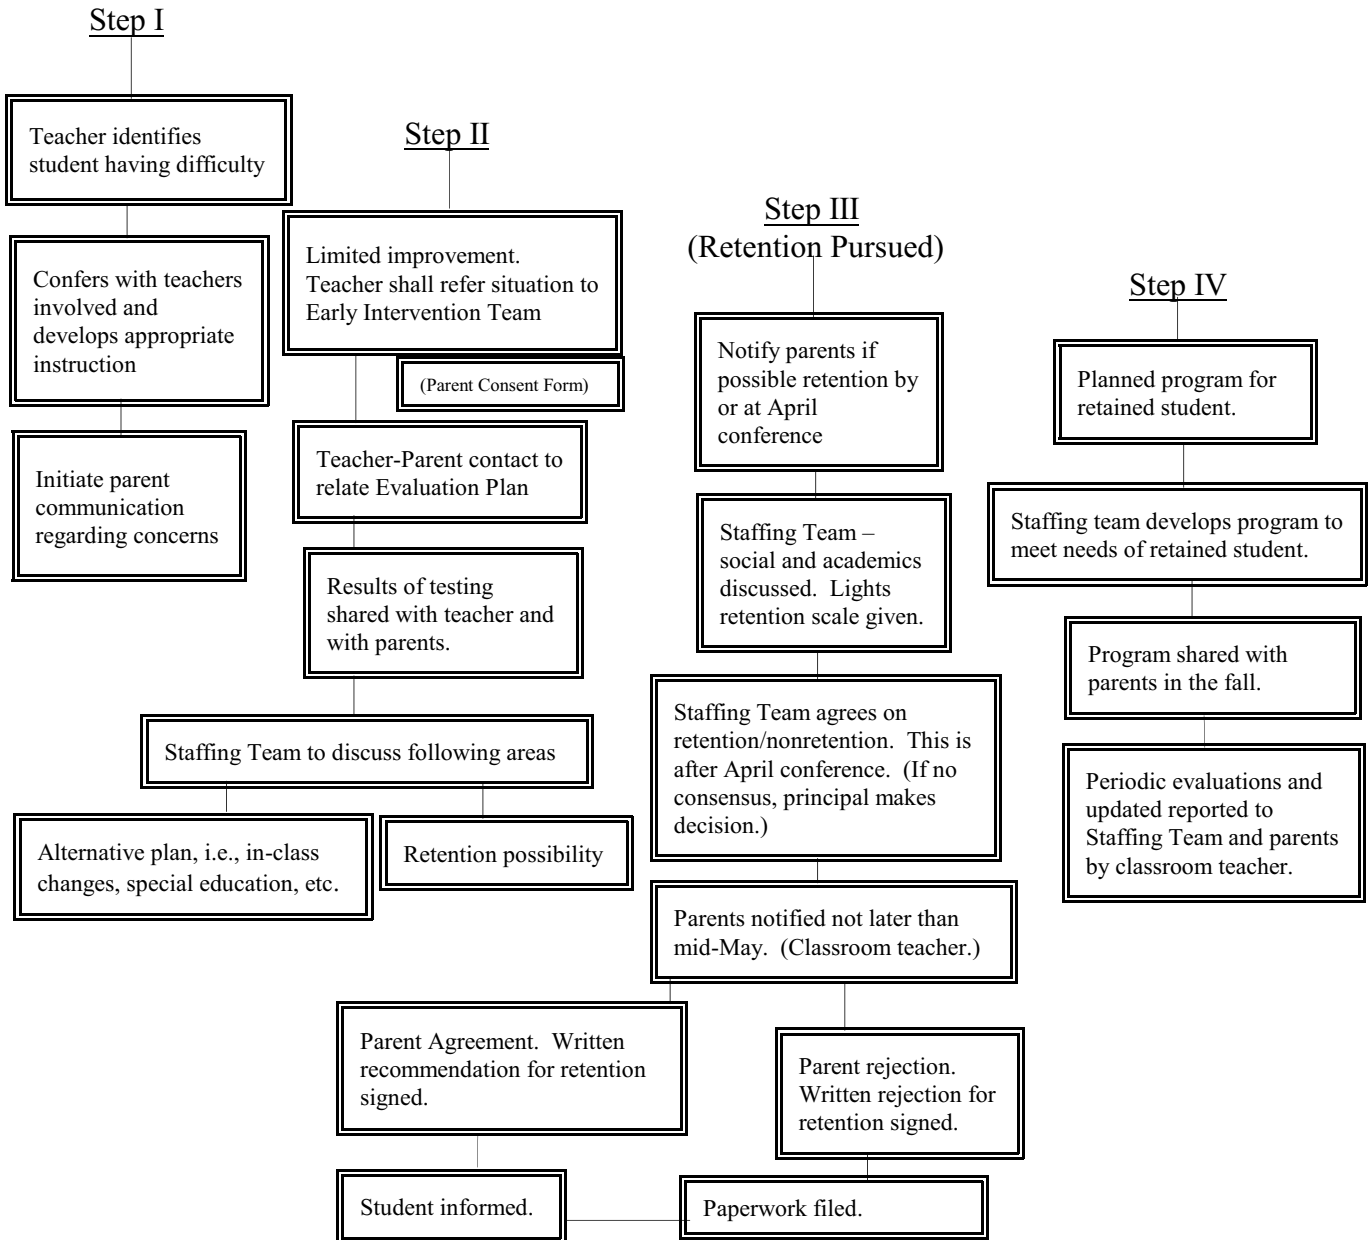 Step I
Teacher identifies
student having difficulty
Confers with teachers
involved and
develops appropriate
instruction
Initiate parent
communication
regarding concerns
Step II
Limited improvement.
Teacher shall refer situation to
Early Intervention Team
(Parent Consent Form)
Teacher-Parent contact to
relate Evaluation Plan
Results of testing
shared with teacher and
with parents.
Staffing Team to discuss following areas
Alternative plan, i.e., in-class
changes, special education, etc.
Retention possibility
Step III
(Retention Pursued)
Notify parents if
possible retention by
or at April
conference
Staffing Team –
social and academics
discussed.  Lights
retention scale given.
Staffing Team agrees on
retention/nonretention.  This is
after April conference.  (If no
consensus, principal makes
decision.)
Parents notified not later than
mid-May.  (Classroom teacher.)
Parent Agreement.  Written
recommendation for retention
signed.
Student informed.
Parent rejection.
Written rejection for
retention signed.
Paperwork filed.
Step IV
Planned program for
retained student.
Staffing team develops program to
meet needs of retained student.
Program shared with
parents in the fall.
Periodic evaluations and
updated reported to
Staffing Team and parents
by classroom teacher.